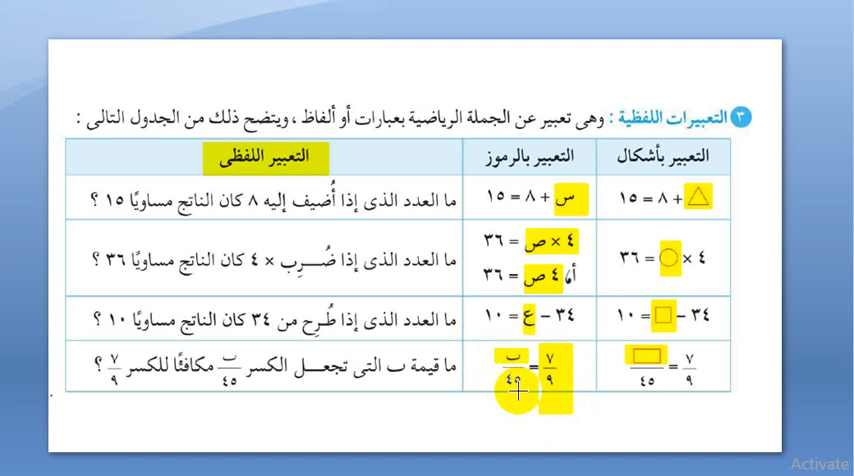 ٣ التعبيرات اللفظية : وهى تعبير عن الجملة الرياضية بعبارات أو ألفاظ ، ويتضح ذلك من الجدول التالى :
التعبير بأشكال التعبير بالرموز التعبير اللفظى
△ + ٨ = ١٥ س + ٨ = ١٥ ما العدد الذى إذا أُضيف إليه ٨ كان الناتج مساويًا ١٥ ؟
٤ × ○ = ٣٦ ٤ × ص = ٣٦ ما العدد الذى إذا ضُـــرِب × ٤ كان الناتج مساويًا ٣٦ ؟
أ، ٤ ص = ٣٦
٣٤ − □ = ١٠ ٣٤ − ع = ١٠ ما العدد الذى إذا طُـرِح من ٣٤ كان الناتج مساويًا ١٠ ؟
٧/٩ = □/٤٥ ٧/٩ = ب/٤٥ ما قيمة ب التى تجعـــل الكسر ب/٤٥ مكافئًا للكسر ٧/٩ ؟
Activate